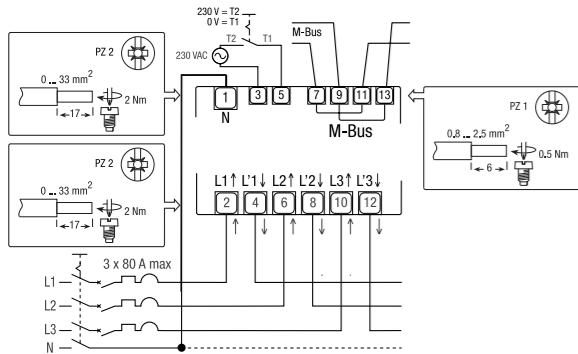 230 V = T2
0 V = T1
T2 T1
230 VAC
M-Bus
PZ 2
0 ... 33 mm²
2 Nm
17
1 3 5 7 9 11 13
N
M-Bus
PZ 1
0.8 ... 2.5 mm²
0.5 Nm
6
PZ 2
0 ... 33 mm²
2 Nm
17
L1↑ L'1↓ L2↑ L'2↓ L3↑ L'3↓
2 4 6 8 10 12
3 x 80 A max
L1
L2
L3
N